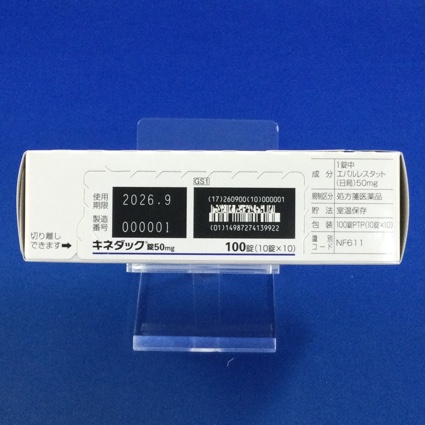 切り離し
できます➡
使用
期限
2026.9
製造
番号
000001
キネダック錠50mg
GS1
(17)260900(10)000001
(01)14987274139922
100錠(10錠×10)
成分
1錠中
エパルレスタット
(日局)50mg
規制区分
処方箋医薬品
貯法
室温保存
包装
100錠PTP(10錠×10)
識別
コード
NF611